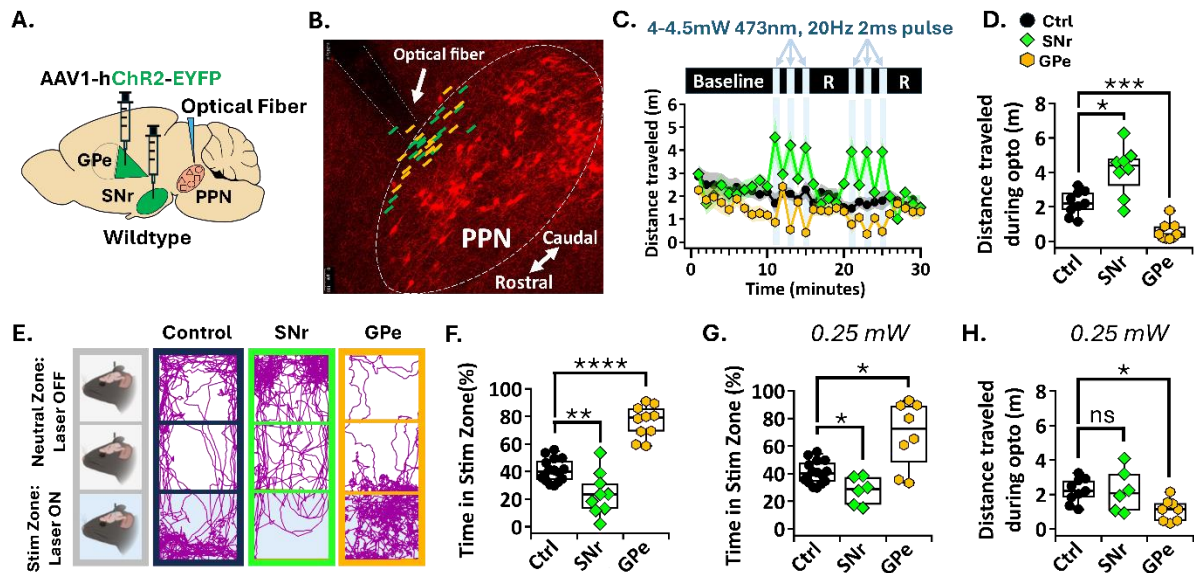 A.
AAV1-hChR2-EYFP
Optical Fiber
GPe
SNr
PPN
Wildtype
B.
Optical fiber
PPN
Caudal
Rostral
C.
4-4.5mW 473nm, 20Hz 2ms pulse
Baseline
R
R
Distance traveled (m)
7
6
5
4
3
2
1
0
0
10
20
30
Time (minutes)
D.
Ctrl
SNr
GPe
Distance traveled
during opto (m)
8
6
4
2
0
***
*
Ctrl
SNr
GPe
E.
Control
SNr
GPe
Neutral Zone:
Laser OFF
Stim Zone:
Laser ON
F.
Time in Stim Zone(%)
100
80
60
40
20
0
****
**
Ctrl
SNr
GPe
G.
0.25 mW
Time in Stim Zone (%)
100
80
60
40
20
0
*
*
Ctrl
SNr
GPe
H.
0.25 mW
Distance traveled
during opto (m)
8
6
4
2
0
*
ns
Ctrl
SNr
GPe